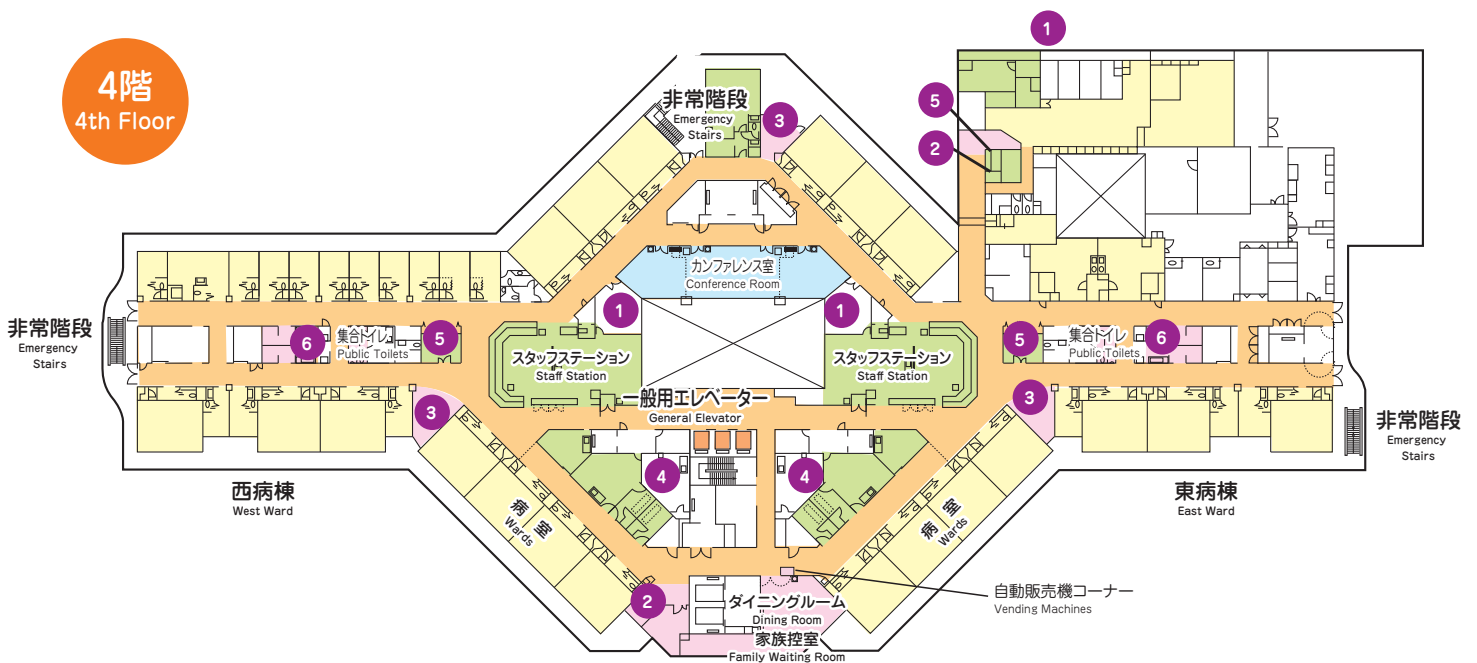 4階
4th Floor
1
非常階段
Emergency
Stairs
3
5
2
カンファレンス室
Conference Room
1
1
非常階段
Emergency
Stairs
6
集合トイレ
Public Toilets
5
スタッフステーション
Staff Station
スタッフステーション
Staff Station
5
集合トイレ
Public Toilets
6
一般用エレベーター
General Elevator
3
3
非常階段
Emergency
Stairs
4
4
西病棟
West Ward
東病棟
East Ward
病室
Wards
病室
Wards
2
ダイニングルーム
Dining Room
自動販売機コーナー
Vending Machines
家族控室
Family Waiting Room